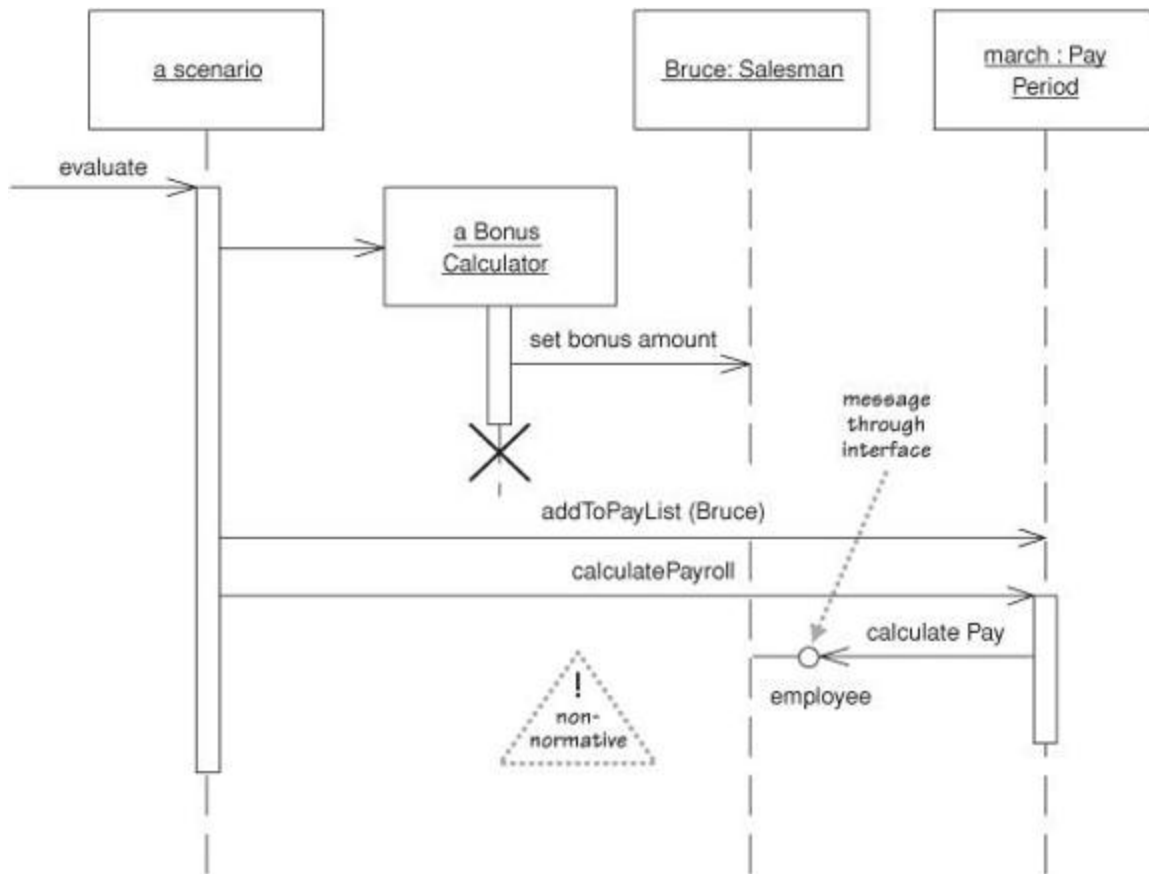 a scenario
Bruce: Salesman
march : Pay
Period
evaluate
a Bonus
Calculator
set bonus amount
message
through
interface
addToPayList (Bruce)
calculatePayroll
calculate Pay
employee
!
non-
normative